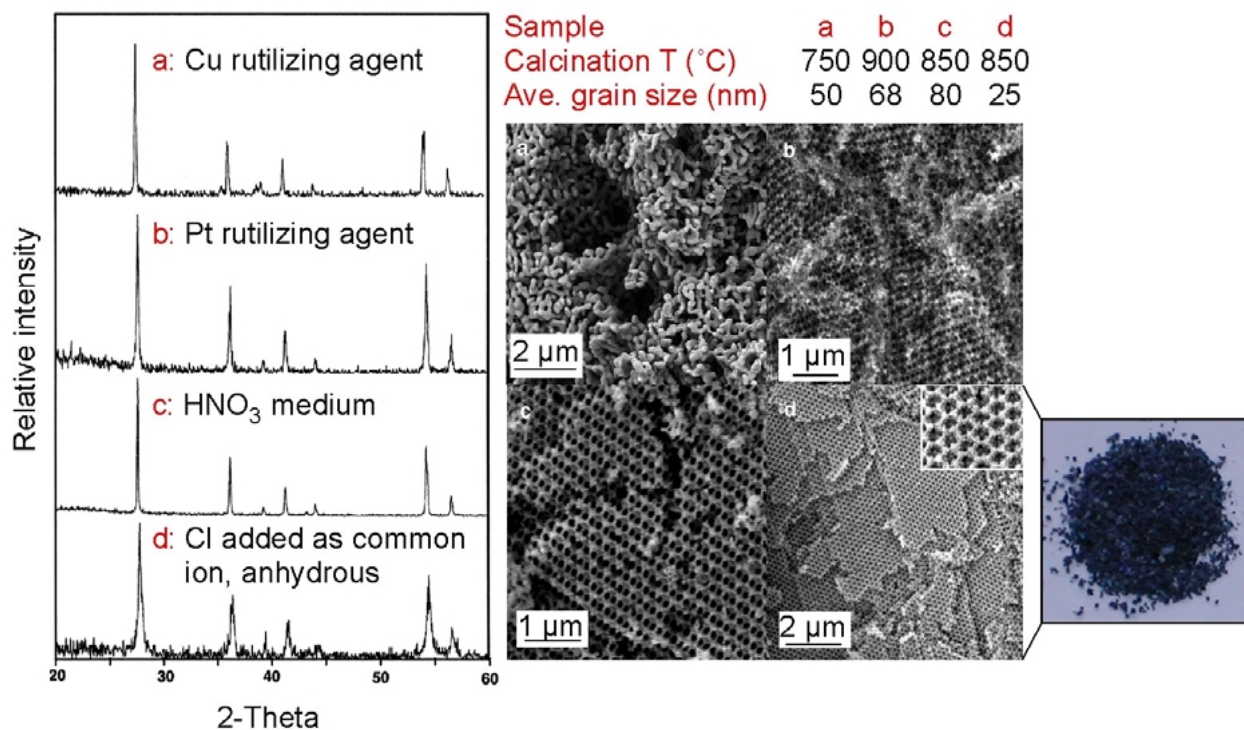 Relative intensity
a: Cu rutilizing agent
b: Pt rutilizing agent
c: HNO₃ medium
d: Cl added as common
ion, anhydrous
20 30 40 50 60
2-Theta
Sample a b c d
Calcination T (°C) 750 900 850 850
Ave. grain size (nm) 50 68 80 25
a
2 µm
b
1 µm
c
1 µm
d
2 µm